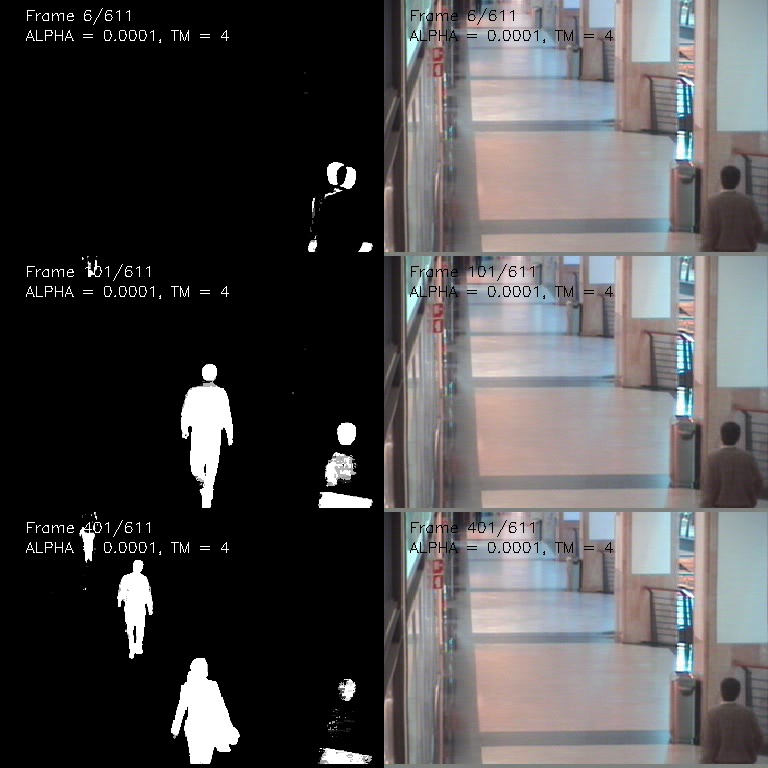 Frame 6/611
ALPHA = 0.0001, TM = 4
Frame 6/611
ALPHA = 0.0001, TM = 4
Frame 101/611
ALPHA = 0.0001, TM = 4
Frame 101/611
ALPHA = 0.0001, TM = 4
Frame 401/611
ALPHA = 0.0001, TM = 4
Frame 401/611
ALPHA = 0.0001, TM = 4